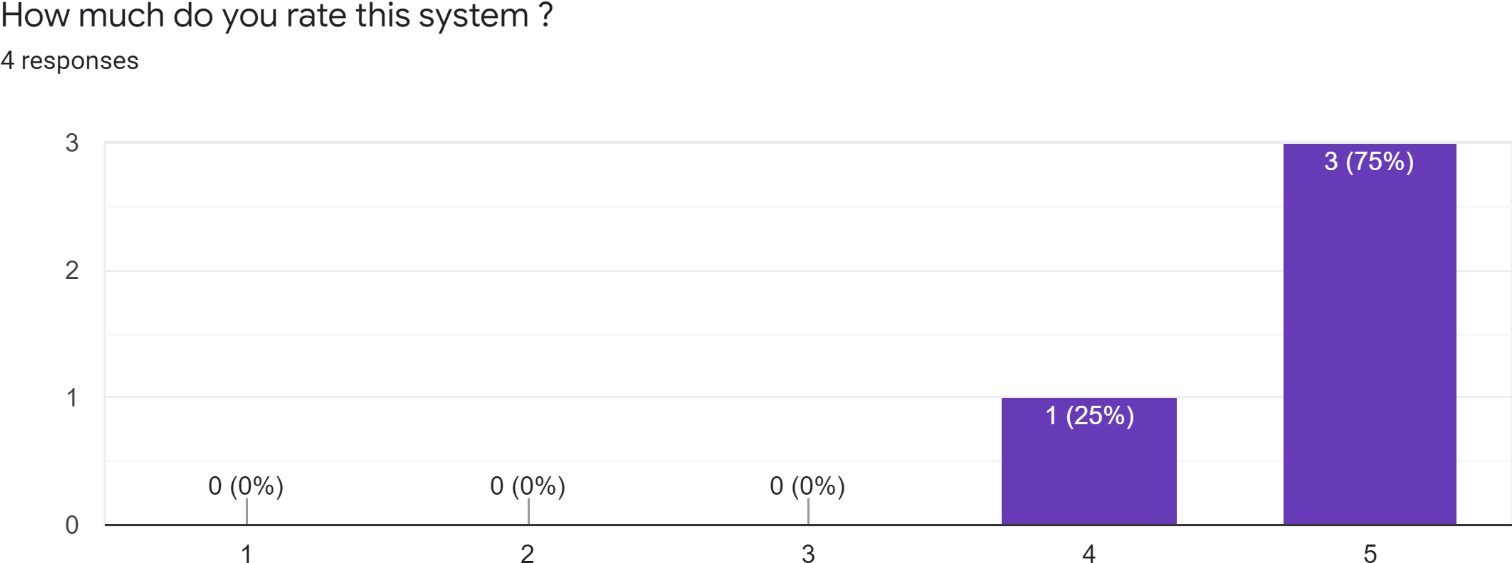 How much do you rate this system ?
4 responses
3
3 (75%)
2
1
1 (25%)
0 (0%) 0 (0%) 0 (0%)
0
1 2 3 4 5